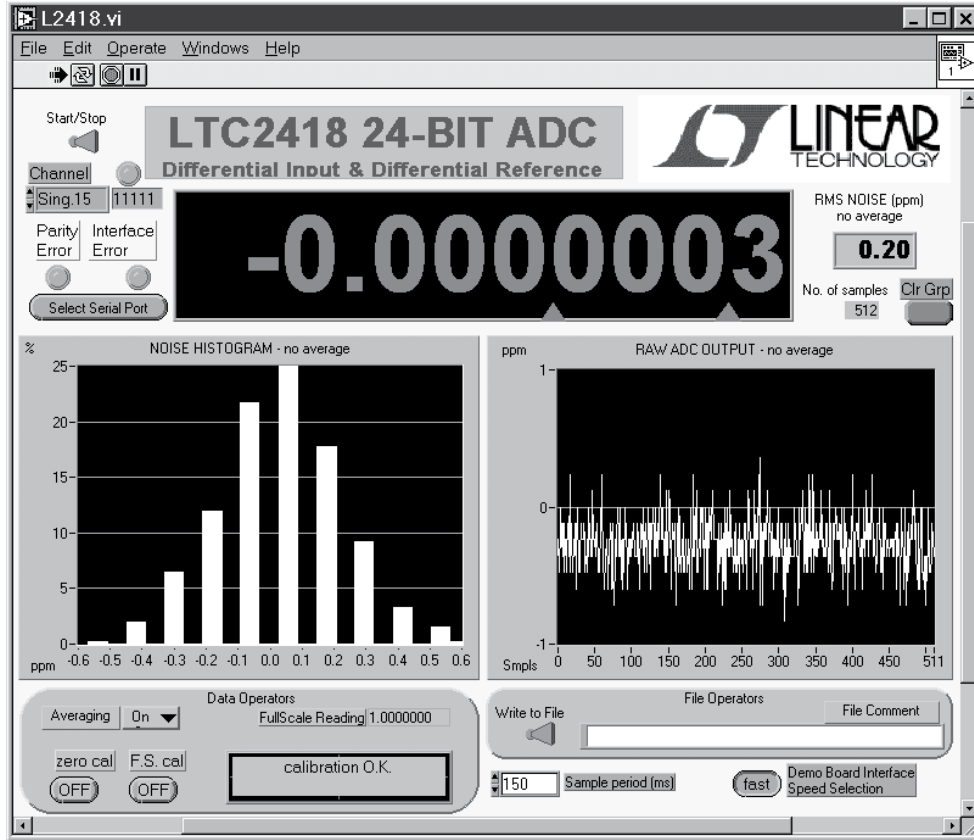 L2418.vi
File Edit Operate Windows Help
1
Start/Stop
LTC2418 24-BIT ADC
Differential Input & Differential Reference
LINEAR
TECHNOLOGY
Channel
Sing.15 11111
Parity Error
Interface Error
Select Serial Port
-0.0000003
RMS NOISE (ppm)
no average
0.20
No. of samples
512
Clr Grp
% NOISE HISTOGRAM - no average
25
20
15
10
5
0
ppm -0.6 -0.5 -0.4 -0.3 -0.2 -0.1 0.0 0.1 0.2 0.3 0.4 0.5 0.6
ppm RAW ADC OUTPUT - no average
1
0
-1
Smpls 0 50 100 150 200 250 300 350 400 450 511
Data Operators
Averaging On
FullScale Reading 1.0000000
zero cal F.S. cal
OFF OFF
calibration O.K.
File Operators
Write to File
File Comment
150 Sample period (ms)
fast
Demo Board Interface
Speed Selection